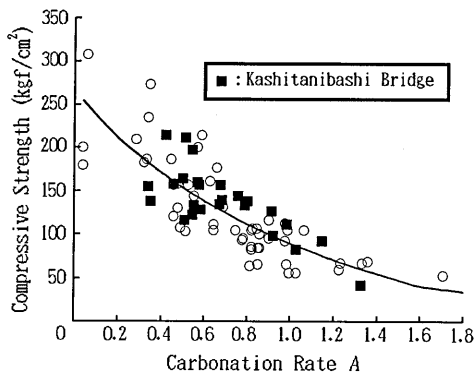 Compressive Strength (kgf/cm²)
350
300
250
200
150
100
50
0
■ : Kashitanibashi Bridge
0.2 0.4 0.6 0.8 1.0 1.2 1.4 1.6 1.8
Carbonation Rate A